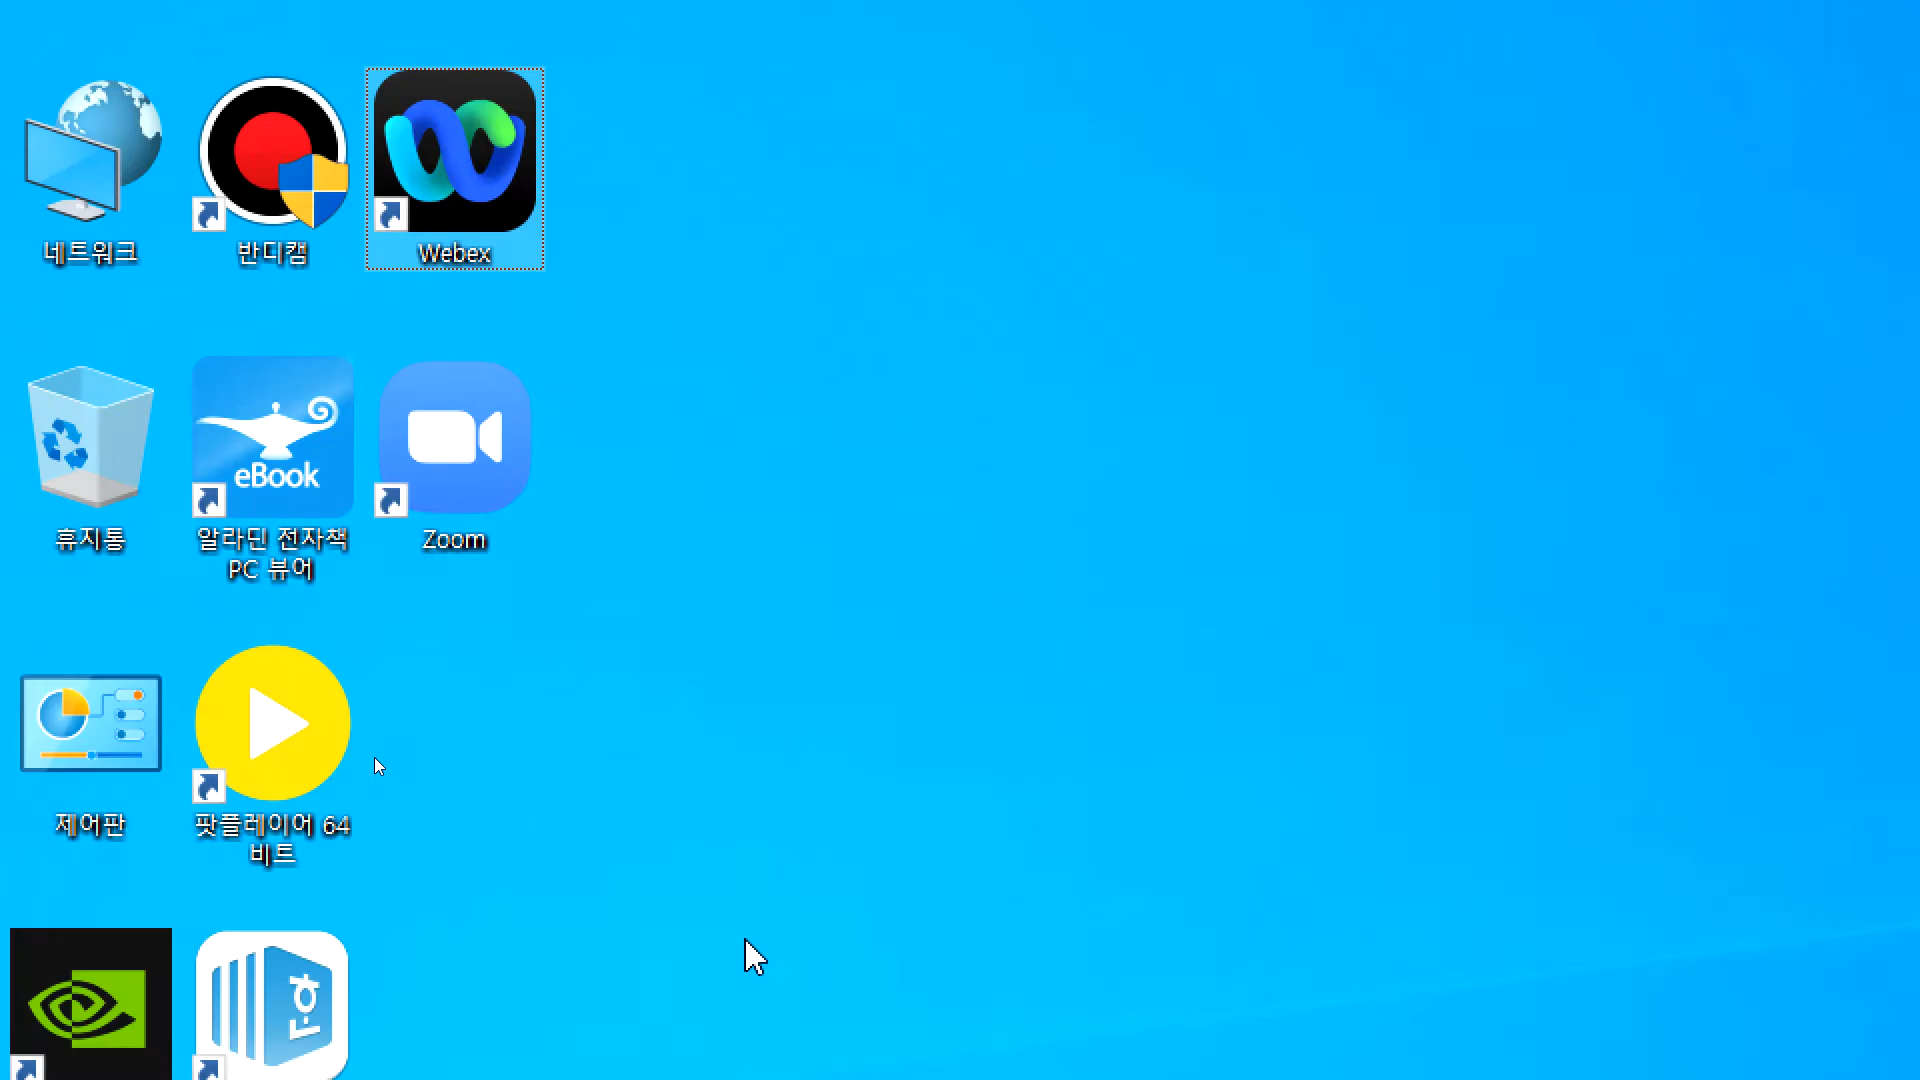 네트워크
반디캠
Webex
휴지통
eBook
알라딘 전자책
PC 뷰어
Zoom
제어판
팟플레이어 64
비트